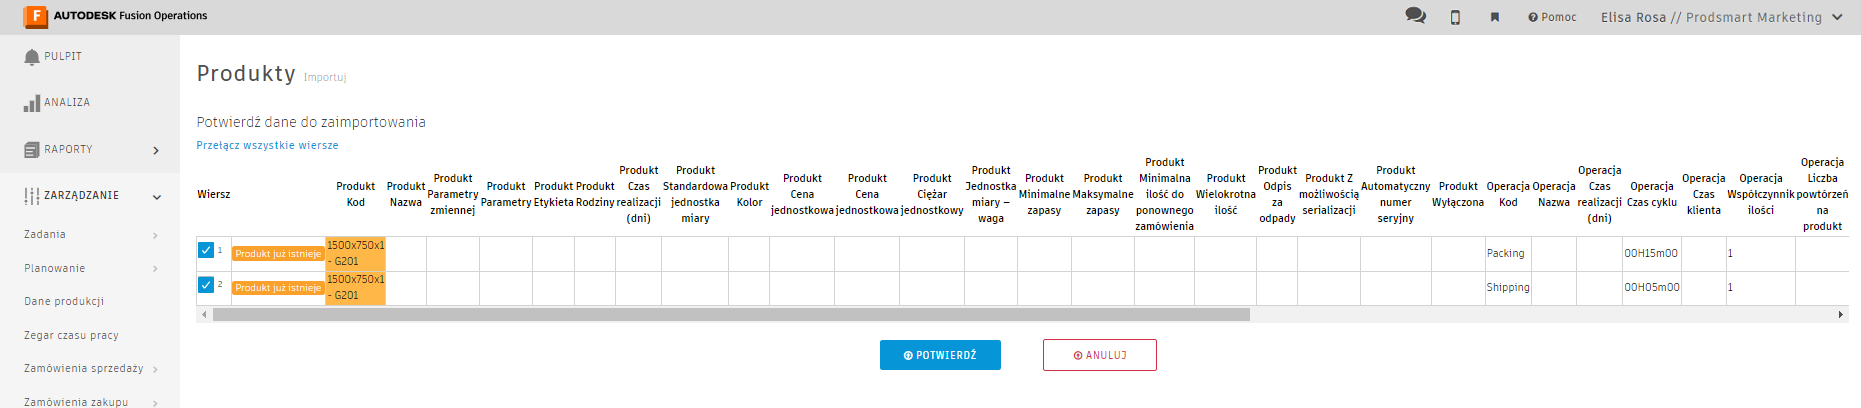 AUTODESK Fusion Operations
Pomoc
Elisa Rosa // Prodsmart Marketing
PULPIT
ANALIZA
RAPORTY
ZARZĄDZANIE
Zadania
Planowanie
Dane produkcji
Zegar czasu pracy
Zamówienia sprzedaży
Zamówienia zakupu
Produkty Importuj
Potwierdź dane do zaimportowania
Przełącz wszystkie wiersze
Wiersz
Produkt
Kod
Produkt
Nazwa
Produkt
Parametry
zmiennej
Produkt
Parametry
Produkt
Etykieta
Produkt
Rodziny
Produkt
Czas
realizacji
(dni)
Produkt
Standardowa
jednostka
miary
Produkt
Kolor
Produkt
Cena
jednostkowa
Produkt
Cena
jednostkowa
Produkt
Ciężar
jednostkowy
Produkt
Jednostka
miary –
waga
Produkt
Minimalne
zapasy
Produkt
Maksymalne
zapasy
Produkt
Minimalna
ilość do
ponownego
zamówienia
Produkt
Wielokrotna
ilość
Produkt
Odpis
za
odpady
Produkt Z
możliwością
serializacji
Produkt
Automatyczny
numer
seryjny
Produkt
Wyłączona
Operacja
Kod
Operacja
Nazwa
Operacja
Czas
realizacji
(dni)
Operacja
Czas cyklu
Operacja
Czas
klienta
Operacja
Współczynnik
ilości
Operacja
Liczba
powtórzeń
na
produkt
1
Produkt już istnieje
1500x750x1
- G201
Packing
00H15m00
1
2
Produkt już istnieje
1500x750x1
- G201
Shipping
00H05m00
1
POTWIERDŹ
ANULUJ